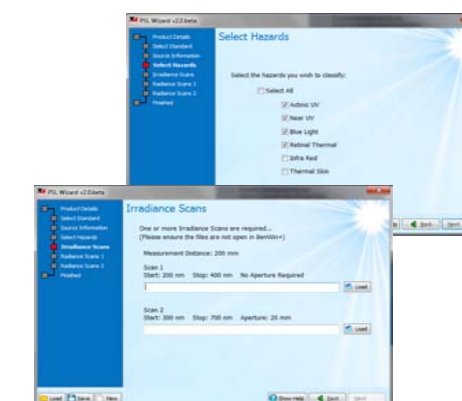 PSL Wizard v2.0beta
Select Hazards
Product Details
Select Standard
Source Information
Select Hazards
Irradiance Scans
Radiance Scans 1
Radiance Scans 2
Finished
Select the hazards you wish to classify:
Select All
Actinic UV
Near UV
Blue Light
Retinal Thermal
Infra Red
Thermal Skin
Back
Next
PSL Wizard v2.0beta
Irradiance Scans
Product Details
Select Standard
Source Information
Select Hazards
Irradiance Scans
Radiance Scans 1
Radiance Scans 2
Finished
One or more Irradiance Scans are required...
(Please ensure the files are not open in BenWin+)
Measurement Distance: 200 mm
Scan 1
Start: 200 nm Stop: 400 nm No Aperture Required
Load
Scan 2
Start: 300 nm Stop: 700 nm Aperture: 20 mm
Load
Load Save New Show Help Back Next